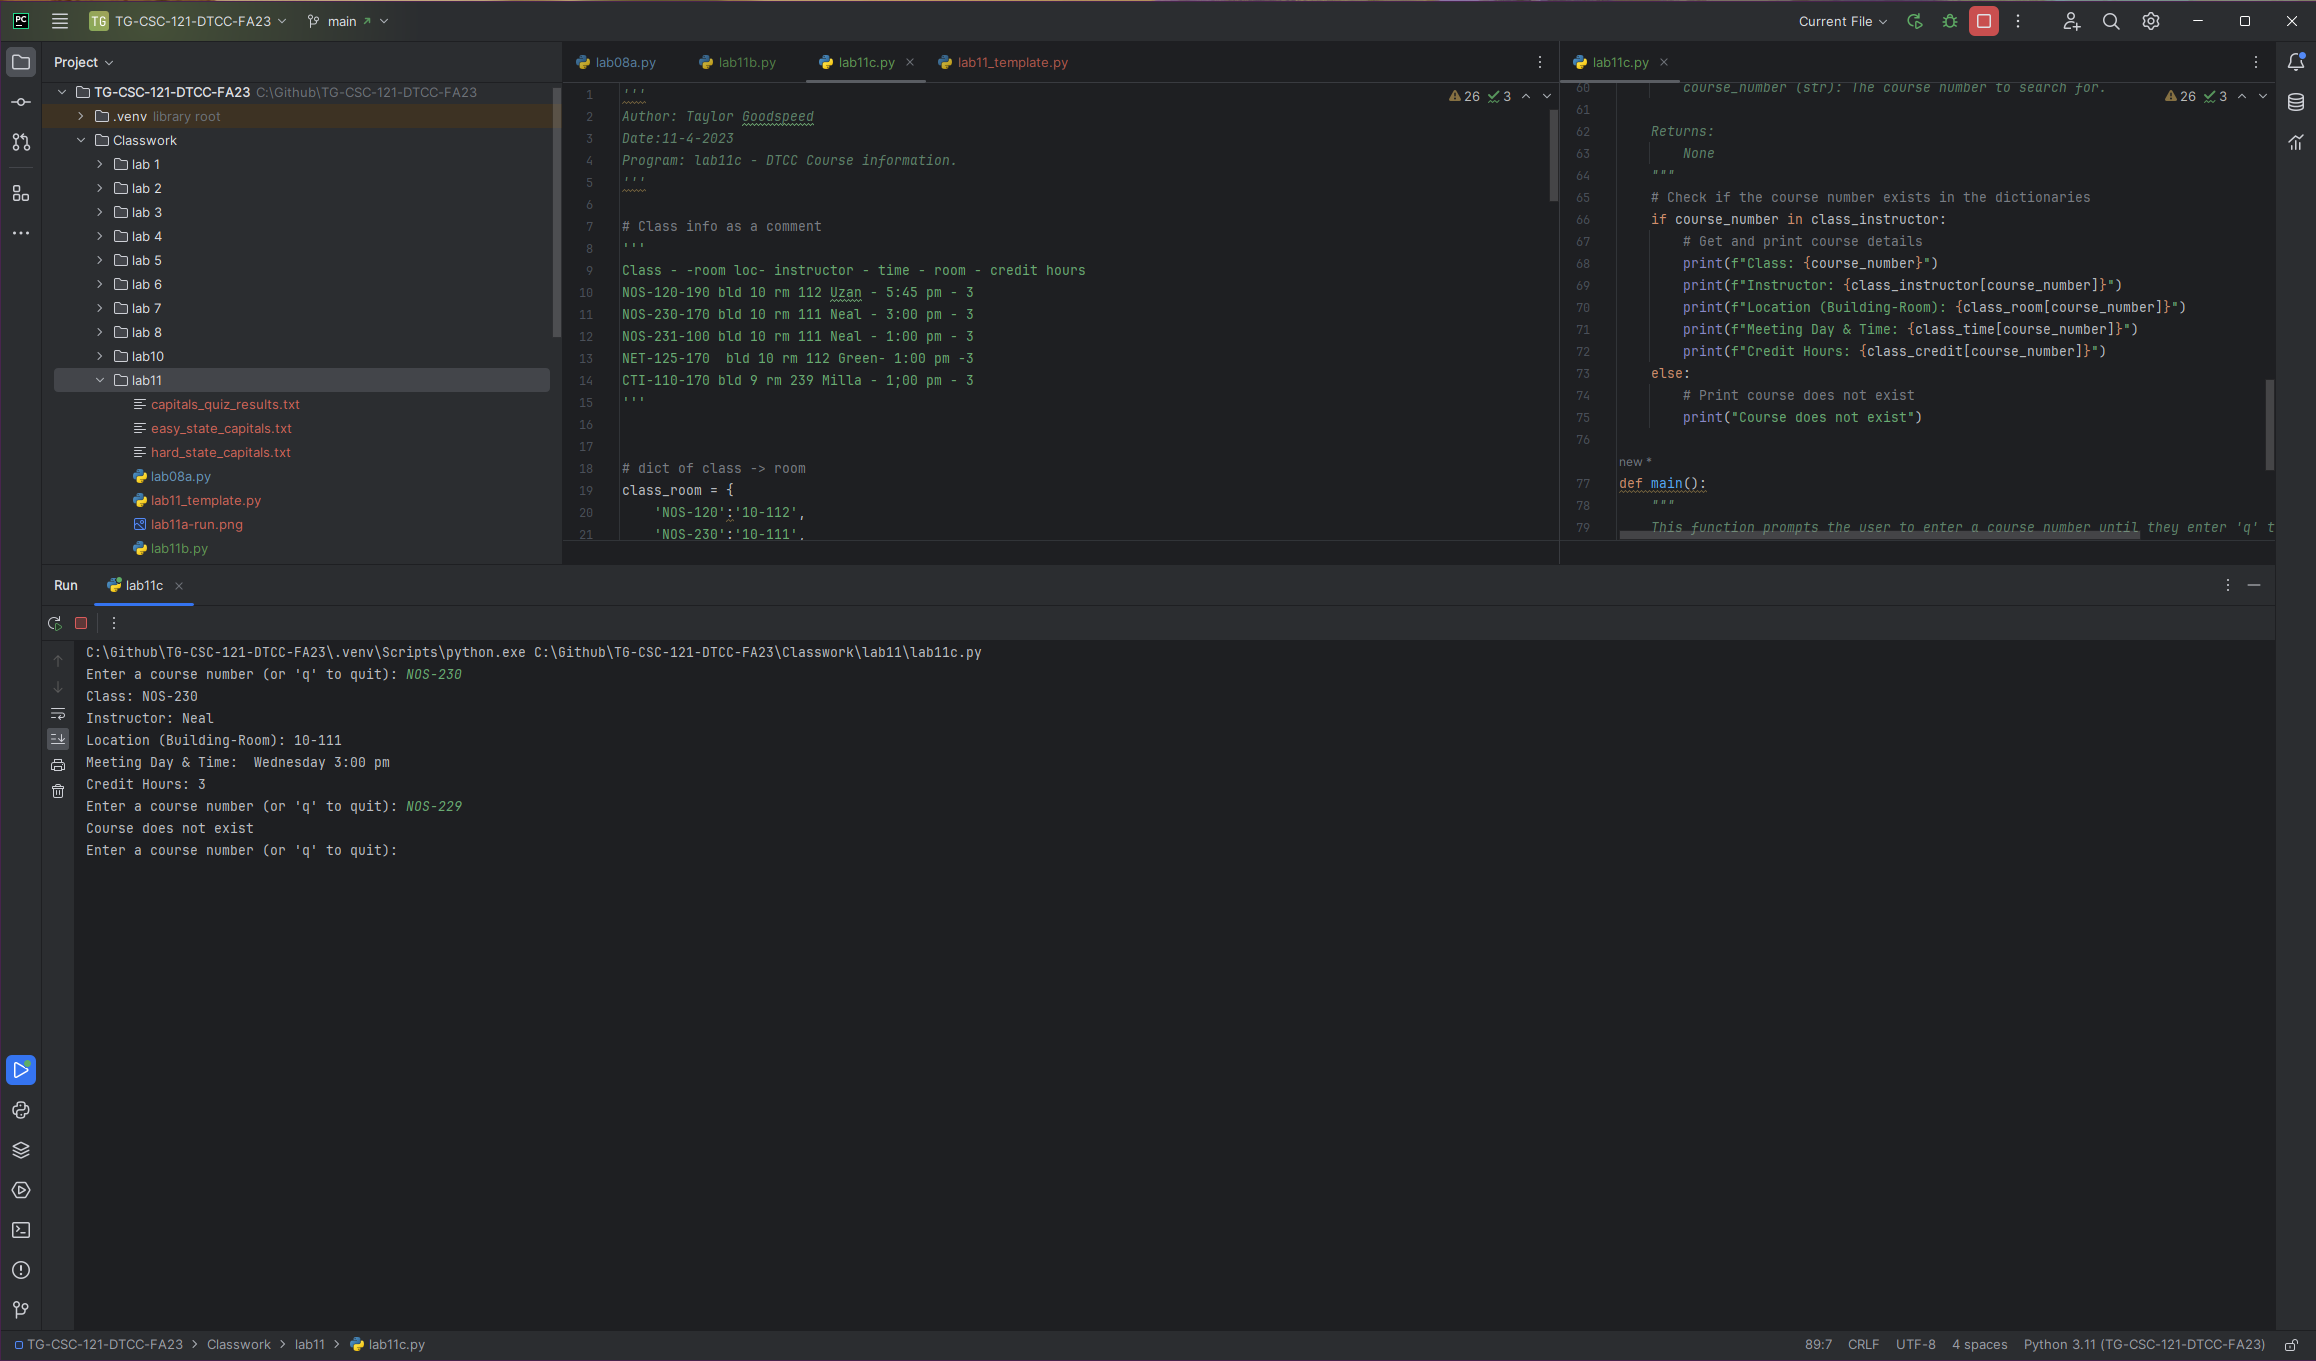 PC TG TG-CSC-121-DTCC-FA23 main Current File
Project
TG-CSC-121-DTCC-FA23 C:\Github\TG-CSC-121-DTCC-FA23
.venv library root
Classwork
lab 1
lab 2
lab 3
lab 4
lab 5
lab 6
lab 7
lab 8
lab10
lab11
capitals_quiz_results.txt
easy_state_capitals.txt
hard_state_capitals.txt
lab08a.py
lab11_template.py
lab11a-run.png
lab11b.py
lab08a.py lab11b.py lab11c.py lab11_template.py
26 3
1 '''
2 Author: Taylor Goodspeed
3 Date:11-4-2023
4 Program: lab11c - DTCC Course information.
5 '''
6
7 # Class info as a comment
8 '''
9 Class - -room loc- instructor - time - room - credit hours
10 NOS-120-190 bld 10 rm 112 Uzan - 5:45 pm - 3
11 NOS-230-170 bld 10 rm 111 Neal - 3:00 pm - 3
12 NOS-231-100 bld 10 rm 111 Neal - 1:00 pm - 3
13 NET-125-170  bld 10 rm 112 Green- 1:00 pm -3
14 CTI-110-170 bld 9 rm 239 Milla - 1;00 pm - 3
15 '''
16
17
18 # dict of class -> room
19 class_room = {
20     'NOS-120':'10-112',
21     'NOS-230':'10-111',
lab11c.py
26 3
60         course_number (str): The course number to search for.
61
62     Returns:
63         None
64     """
65     # Check if the course number exists in the dictionaries
66     if course_number in class_instructor:
67         # Get and print course details
68         print(f"Class: {course_number}")
69         print(f"Instructor: {class_instructor[course_number]}")
70         print(f"Location (Building-Room): {class_room[course_number]}")
71         print(f"Meeting Day & Time: {class_time[course_number]}")
72         print(f"Credit Hours: {class_credit[course_number]}")
73     else:
74         # Print course does not exist
75         print("Course does not exist")
76
new *
77 def main():
78     """
79     This function prompts the user to enter a course number until they enter 'q' t
Run lab11c
C:\Github\TG-CSC-121-DTCC-FA23\.venv\Scripts\python.exe C:\Github\TG-CSC-121-DTCC-FA23\Classwork\lab11\lab11c.py
Enter a course number (or 'q' to quit): NOS-230
Class: NOS-230
Instructor: Neal
Location (Building-Room): 10-111
Meeting Day & Time:  Wednesday 3:00 pm
Credit Hours: 3
Enter a course number (or 'q' to quit): NOS-229
Course does not exist
Enter a course number (or 'q' to quit):
TG-CSC-121-DTCC-FA23 > Classwork > lab11 > lab11c.py
89:7 CRLF UTF-8 4 spaces Python 3.11 (TG-CSC-121-DTCC-FA23)